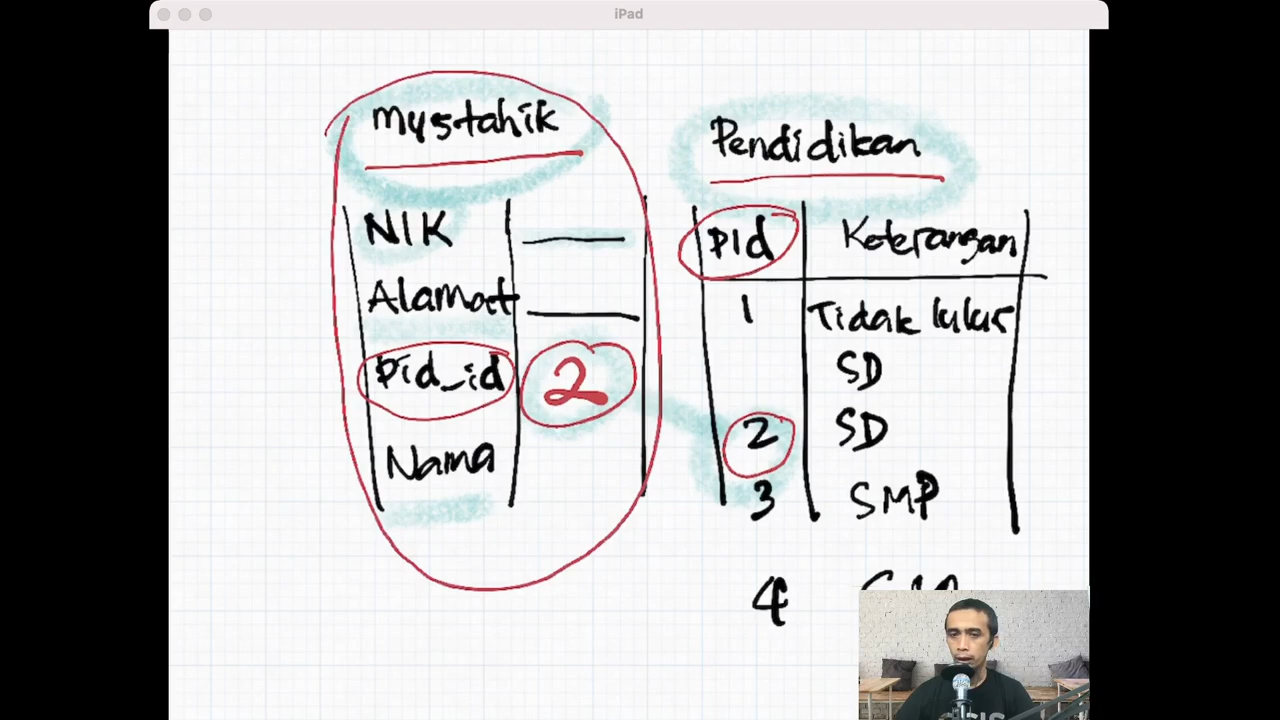 iPad
Mustahik
NIK
Alamat
Pid_id 2
Nama
Pendidikan
PId Keterangan
1 Tidak lulus
SD
2 SD
3 SMP
4